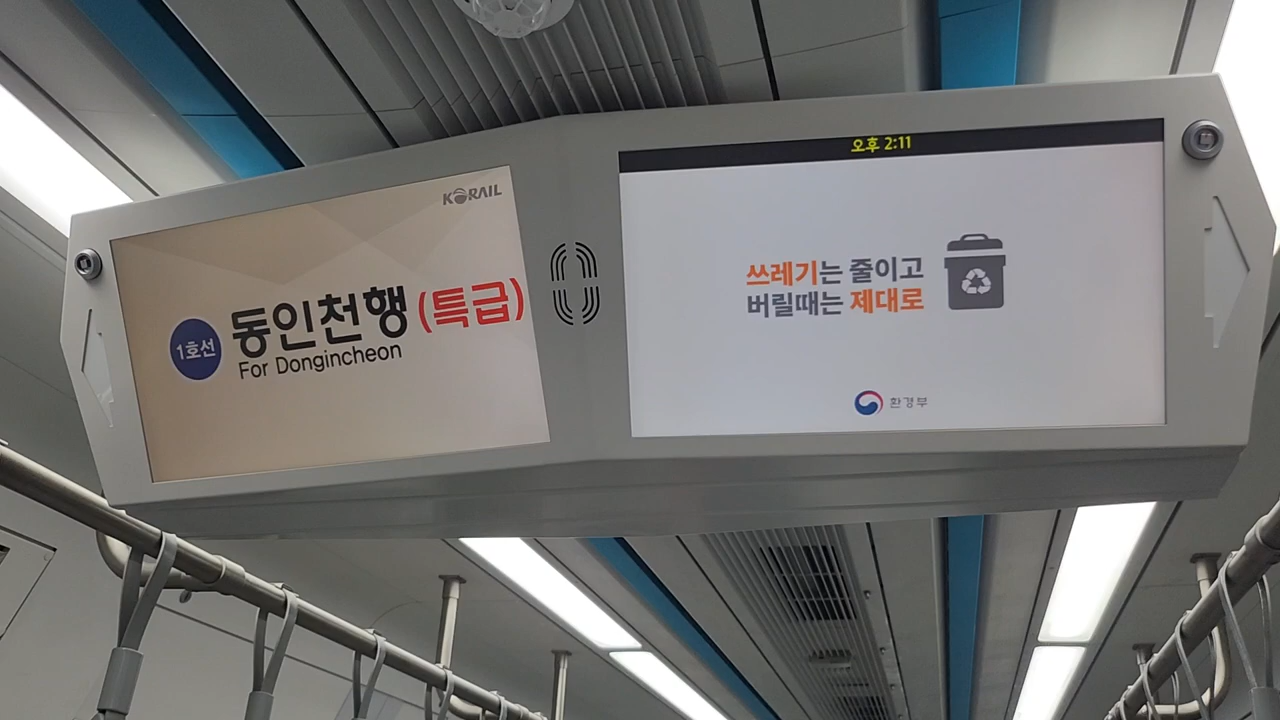 KORAIL
1호선 동인천행(특급)
For Dongincheon
오후 2:11
쓰레기는 줄이고
버릴때는 제대로
환경부